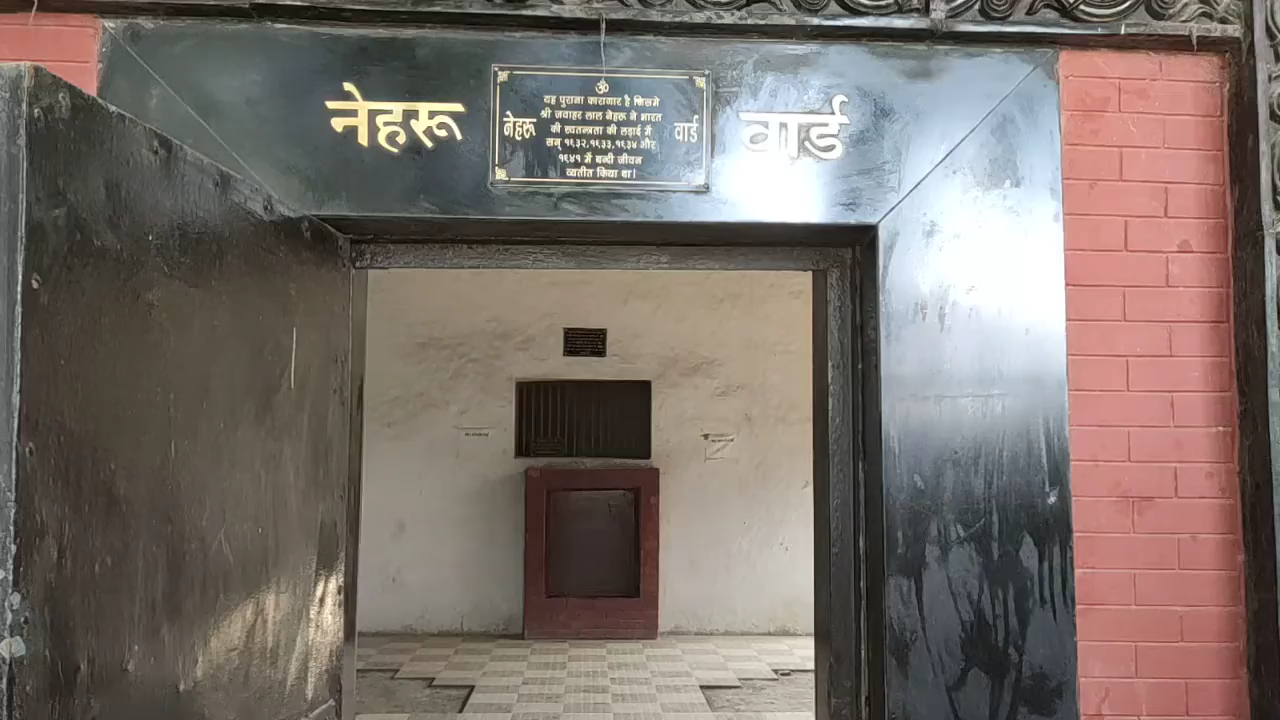 नेहरू वार्ड
ॐ
यह पुराना कारागार है जिसमे
श्री जवाहर लाल नेहरू ने भारत
की स्वतन्त्रता की लड़ाई में
सन् १९३२,१९३३,१९३४ और
१९४१ में बन्दी जीवन
व्यतीत किया था।
नेहरू वार्ड